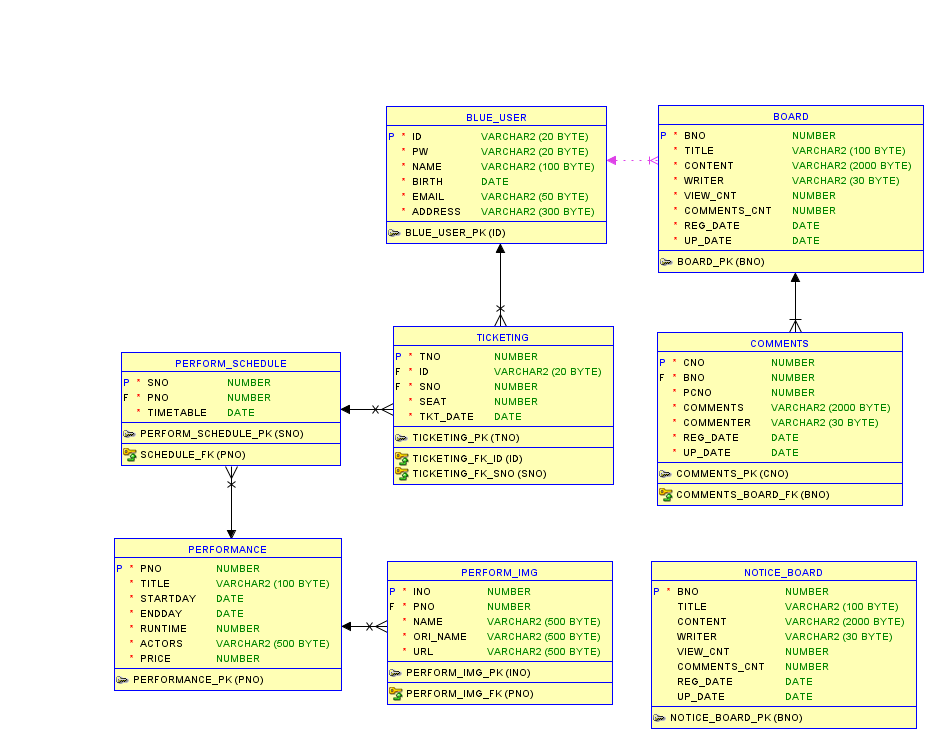 BLUE_USER
P * ID VARCHAR2 (20 BYTE)
* PW VARCHAR2 (20 BYTE)
* NAME VARCHAR2 (100 BYTE)
* BIRTH DATE
* EMAIL VARCHAR2 (50 BYTE)
* ADDRESS VARCHAR2 (300 BYTE)
BLUE_USER_PK (ID)
BOARD
P * BNO NUMBER
* TITLE VARCHAR2 (100 BYTE)
* CONTENT VARCHAR2 (2000 BYTE)
* WRITER VARCHAR2 (30 BYTE)
* VIEW_CNT NUMBER
* COMMENTS_CNT NUMBER
* REG_DATE DATE
* UP_DATE DATE
BOARD_PK (BNO)
PERFORM_SCHEDULE
P * SNO NUMBER
F * PNO NUMBER
* TIMETABLE DATE
PERFORM_SCHEDULE_PK (SNO)
SCHEDULE_FK (PNO)
TICKETING
P * TNO NUMBER
F * ID VARCHAR2 (20 BYTE)
F * SNO NUMBER
* SEAT NUMBER
* TKT_DATE DATE
TICKETING_PK (TNO)
TICKETING_FK_ID (ID)
TICKETING_FK_SNO (SNO)
COMMENTS
P * CNO NUMBER
F * BNO NUMBER
* PCNO NUMBER
* COMMENTS VARCHAR2 (2000 BYTE)
* COMMENTER VARCHAR2 (30 BYTE)
* REG_DATE DATE
* UP_DATE DATE
COMMENTS_PK (CNO)
COMMENTS_BOARD_FK (BNO)
PERFORMANCE
P * PNO NUMBER
* TITLE VARCHAR2 (100 BYTE)
* STARTDAY DATE
* ENDDAY DATE
* RUNTIME NUMBER
* ACTORS VARCHAR2 (500 BYTE)
* PRICE NUMBER
PERFORMANCE_PK (PNO)
PERFORM_IMG
P * INO NUMBER
F * PNO NUMBER
* NAME VARCHAR2 (500 BYTE)
* ORI_NAME VARCHAR2 (500 BYTE)
* URL VARCHAR2 (500 BYTE)
PERFORM_IMG_PK (INO)
PERFORM_IMG_FK (PNO)
NOTICE_BOARD
P * BNO NUMBER
TITLE VARCHAR2 (100 BYTE)
CONTENT VARCHAR2 (2000 BYTE)
WRITER VARCHAR2 (30 BYTE)
VIEW_CNT NUMBER
COMMENTS_CNT NUMBER
REG_DATE DATE
UP_DATE DATE
NOTICE_BOARD_PK (BNO)